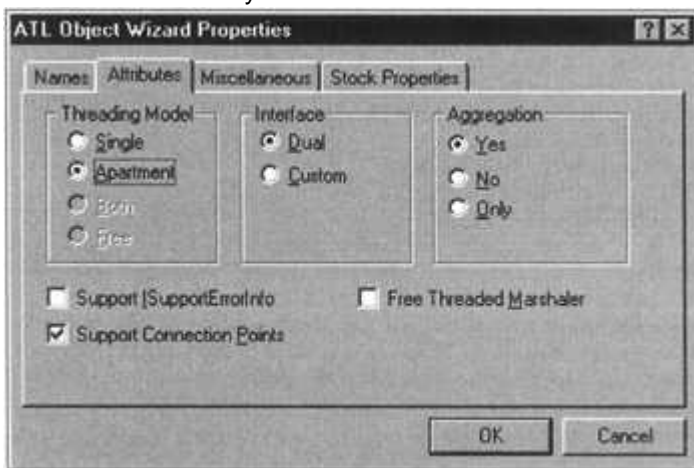 ATL Object Wizard Properties
Names Attributes Miscellaneous Stock Properties
Threading Model Interface Aggregation
Single Dual Yes
Apartment Custom No
Both Only
Free
Support ISupportErrorInfo Free Threaded Marshaler
Support Connection Points
OK Cancel